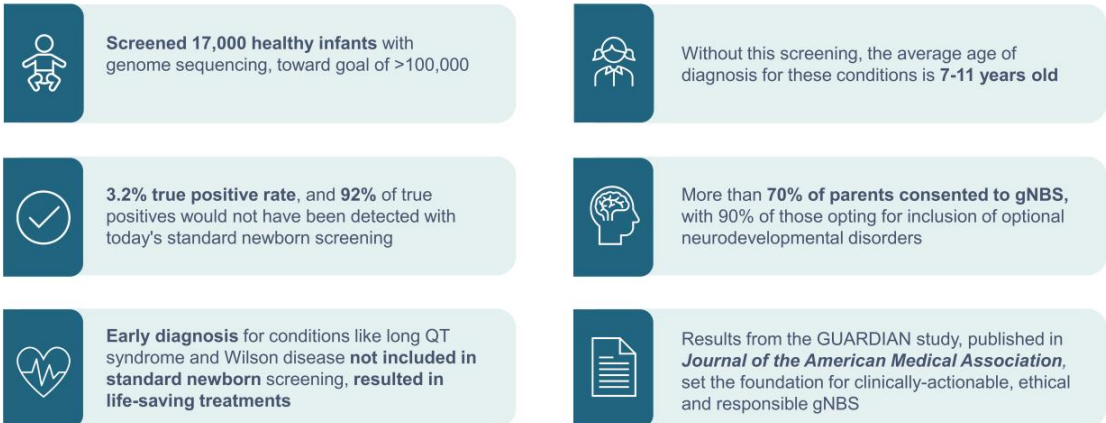 Screened 17,000 healthy infants with
genome sequencing, toward goal of >100,000
Without this screening, the average age of
diagnosis for these conditions is 7-11 years old
3.2% true positive rate, and 92% of true
positives would not have been detected with
today's standard newborn screening
More than 70% of parents consented to gNBS,
with 90% of those opting for inclusion of optional
neurodevelopmental disorders
Early diagnosis for conditions like long QT
syndrome and Wilson disease not included in
standard newborn screening, resulted in
life-saving treatments
Results from the GUARDIAN study, published in
Journal of the American Medical Association,
set the foundation for clinically-actionable, ethical
and responsible gNBS